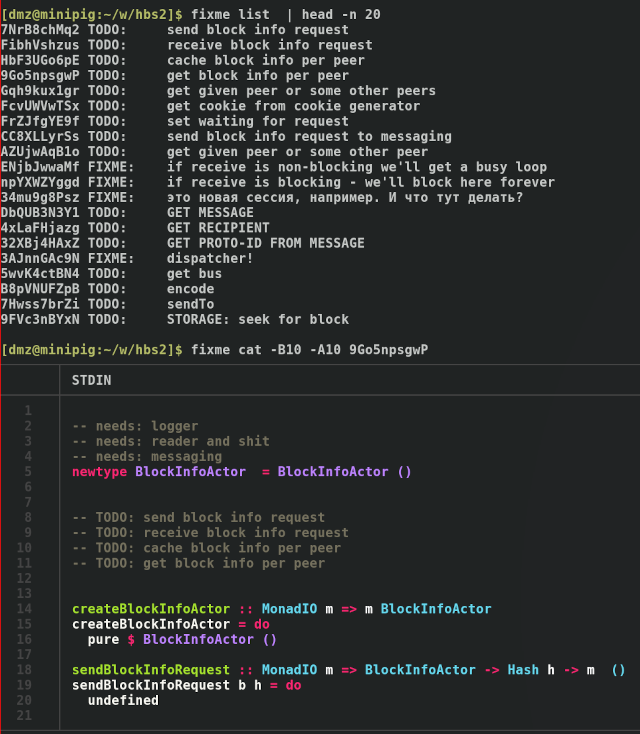 [dmz@minipig:~/w/hbs2]$ fixme list  | head -n 20
7NrB8chMq2 TODO:     send block info request
FibhVshzus TODO:     receive block info request
HbF3UGo6pE TODO:     cache block info per peer
9Go5npsgwP TODO:     get block info per peer
Gqh9kux1gr TODO:     get given peer or some other peers
FcvUWVwTSx TODO:     get cookie from cookie generator
FrZJfgYE9f TODO:     set waiting for request
CC8XLLyrSs TODO:     send block info request to messaging
AZUjwAqB1o TODO:     get given peer or some other peer
ENjbJwwaMf FIXME:    if receive is non-blocking we'll get a busy loop
npYXWZYggd FIXME:    if receive is blocking - we'll block here forever
34mu9g8Psz FIXME:    это новая сессия, например. И что тут делать?
DbQUB3N3Y1 TODO:     GET MESSAGE
4xLaFHjazg TODO:     GET RECIPIENT
32XBj4HAxZ TODO:     GET PROTO-ID FROM MESSAGE
3AJnnGAc9N FIXME:    dispatcher!
5wvK4ctBN4 TODO:     get bus
B8pVNUFZpB TODO:     encode
7Hwss7brZi TODO:     sendTo
9FVc3nBYxN TODO:     STORAGE: seek for block
[dmz@minipig:~/w/hbs2]$ fixme cat -B10 -A10 9Go5npsgwP
STDIN
1
2 -- needs: logger
3 -- needs: reader and shit
4 -- needs: messaging
5 newtype BlockInfoActor  = BlockInfoActor ()
6
7
8 -- TODO: send block info request
9 -- TODO: receive block info request
10 -- TODO: cache block info per peer
11 -- TODO: get block info per peer
12
13
14 createBlockInfoActor :: MonadIO m => m BlockInfoActor
15 createBlockInfoActor = do
16   pure $ BlockInfoActor ()
17
18 sendBlockInfoRequest :: MonadIO m => BlockInfoActor -> Hash h -> m  ()
19 sendBlockInfoRequest b h = do
20   undefined
21